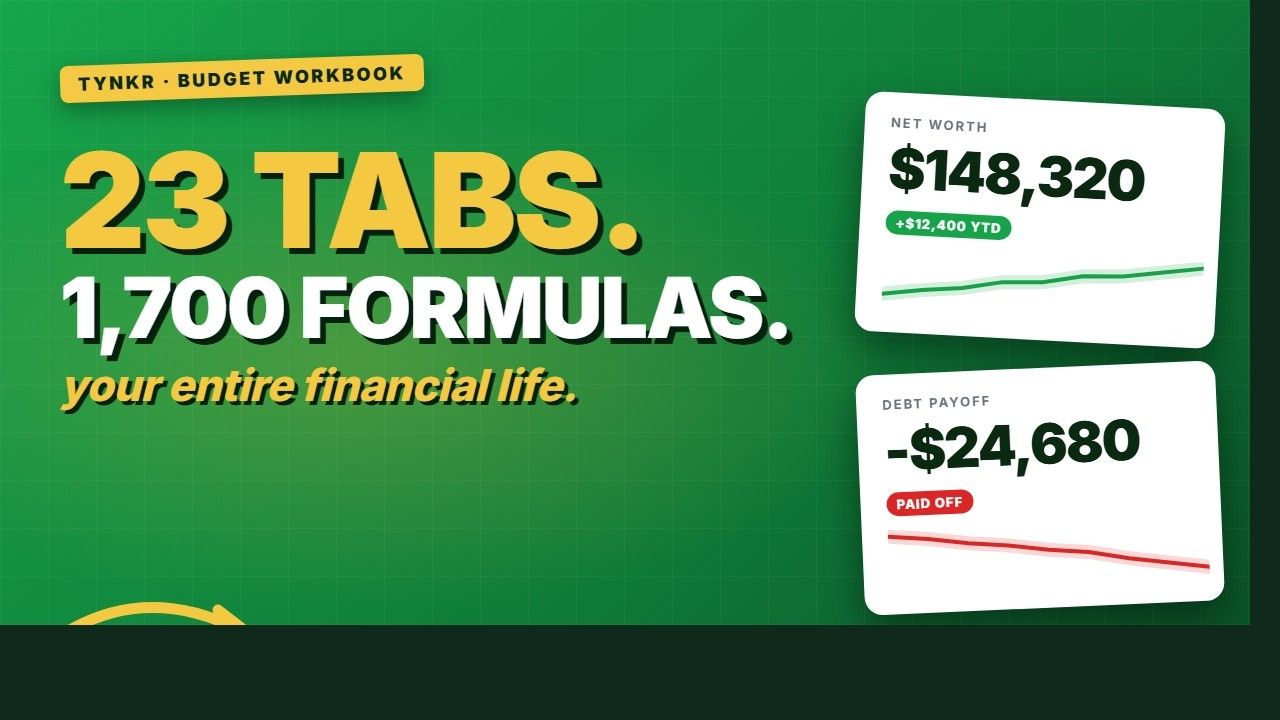 TYNKR · BUDGET WORKBOOK
23 TABS.
1,700 FORMULAS.
your entire financial life.
NET WORTH
$148,320
+$12,400 YTD
DEBT PAYOFF
-$24,680
PAID OFF